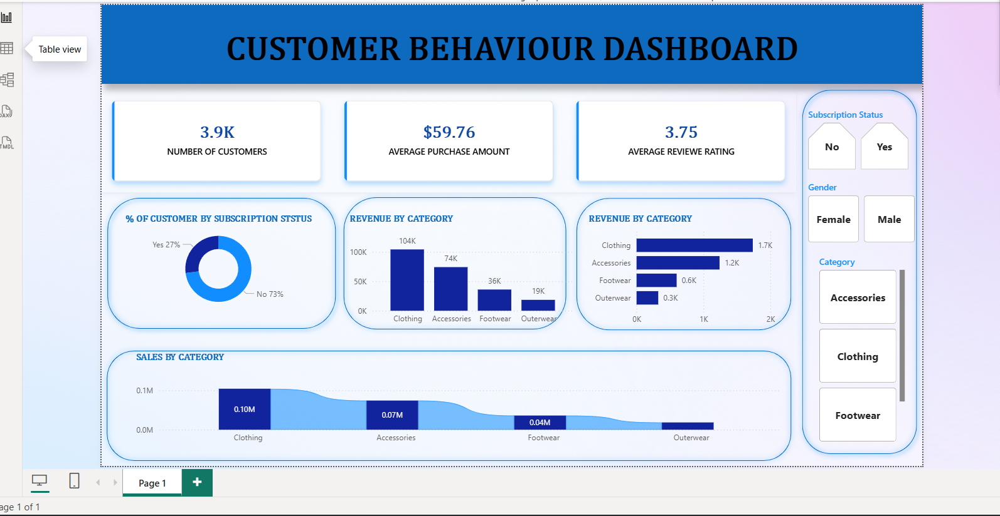 Table view
DAX
TMDL
CUSTOMER BEHAVIOUR DASHBOARD
3.9K
NUMBER OF CUSTOMERS
$59.76
AVERAGE PURCHASE AMOUNT
3.75
AVERAGE REVIEWE RATING
Subscription Status
No
Yes
Gender
Female
Male
Category
Accessories
Clothing
Footwear
% OF CUSTOMER BY SUBSCRIPTION STSTUS
Yes 27%
No 73%
REVENUE BY CATEGORY
104K
100K
74K
50K
36K
19K
0K
Clothing Accessories Footwear Outerwear
REVENUE BY CATEGORY
Clothing 1.7K
Accessories 1.2K
Footwear 0.6K
Outerwear 0.3K
0K 1K 2K
SALES BY CATEGORY
0.1M
0.10M
0.07M
0.04M
0.0M
Clothing Accessories Footwear Outerwear
Page 1
age 1 of 1